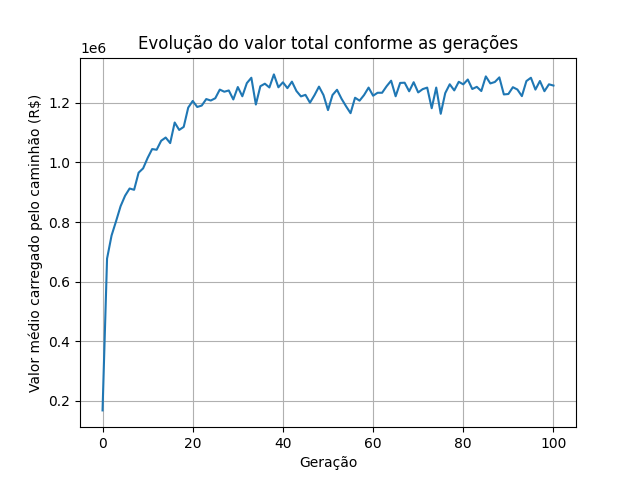 Evolução do valor total conforme as gerações
1e6
Valor médio carregado pelo caminhão (R$)
1.2
1.0
0.8
0.6
0.4
0.2
0 20 40 60 80 100
Geração